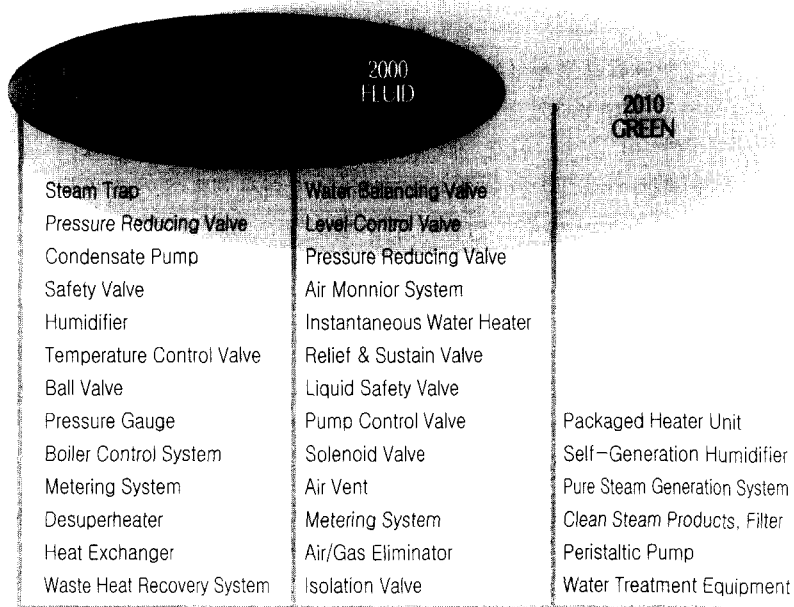 2000
FLUID
2010
GREEN
Steam Trap
Pressure Reducing Valve
Condensate Pump
Safety Valve
Humidifier
Temperature Control Valve
Ball Valve
Pressure Gauge
Boiler Control System
Metering System
Desuperheater
Heat Exchanger
Waste Heat Recovery System
Water Balancing Valve
Level Control Valve
Pressure Reducing Valve
Air Monnior System
Instantaneous Water Heater
Relief & Sustain Valve
Liquid Safety Valve
Pump Control Valve
Solenoid Valve
Air Vent
Metering System
Air/Gas Eliminator
Isolation Valve
Packaged Heater Unit
Self-Generation Humidifier
Pure Steam Generation System
Clean Steam Products, Filter
Peristaltic Pump
Water Treatment Equipment